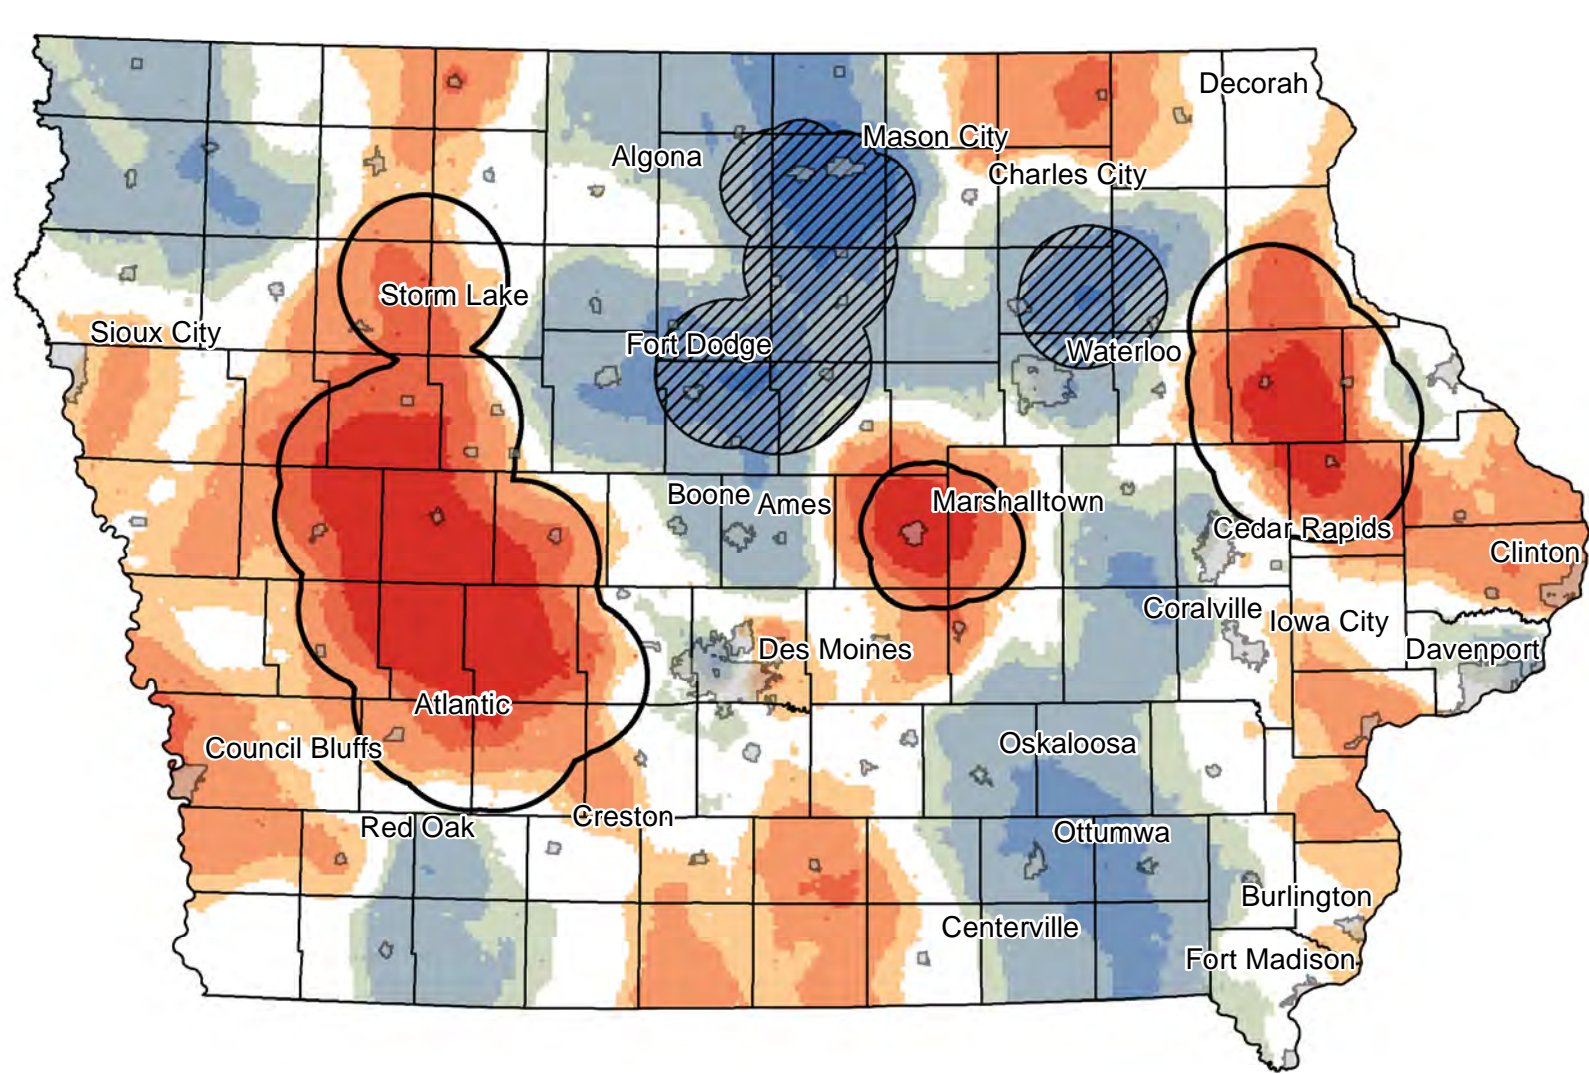 Decorah
Mason City
Algona
Charles City
Storm Lake
Sioux City
Fort Dodge
Waterloo
Boone
Ames
Marshalltown
Cedar Rapids
Clinton
Coralville
Iowa City
Des Moines
Davenport
Atlantic
Council Bluffs
Oskaloosa
Creston
Red Oak
Ottumwa
Burlington
Centerville
Fort Madison